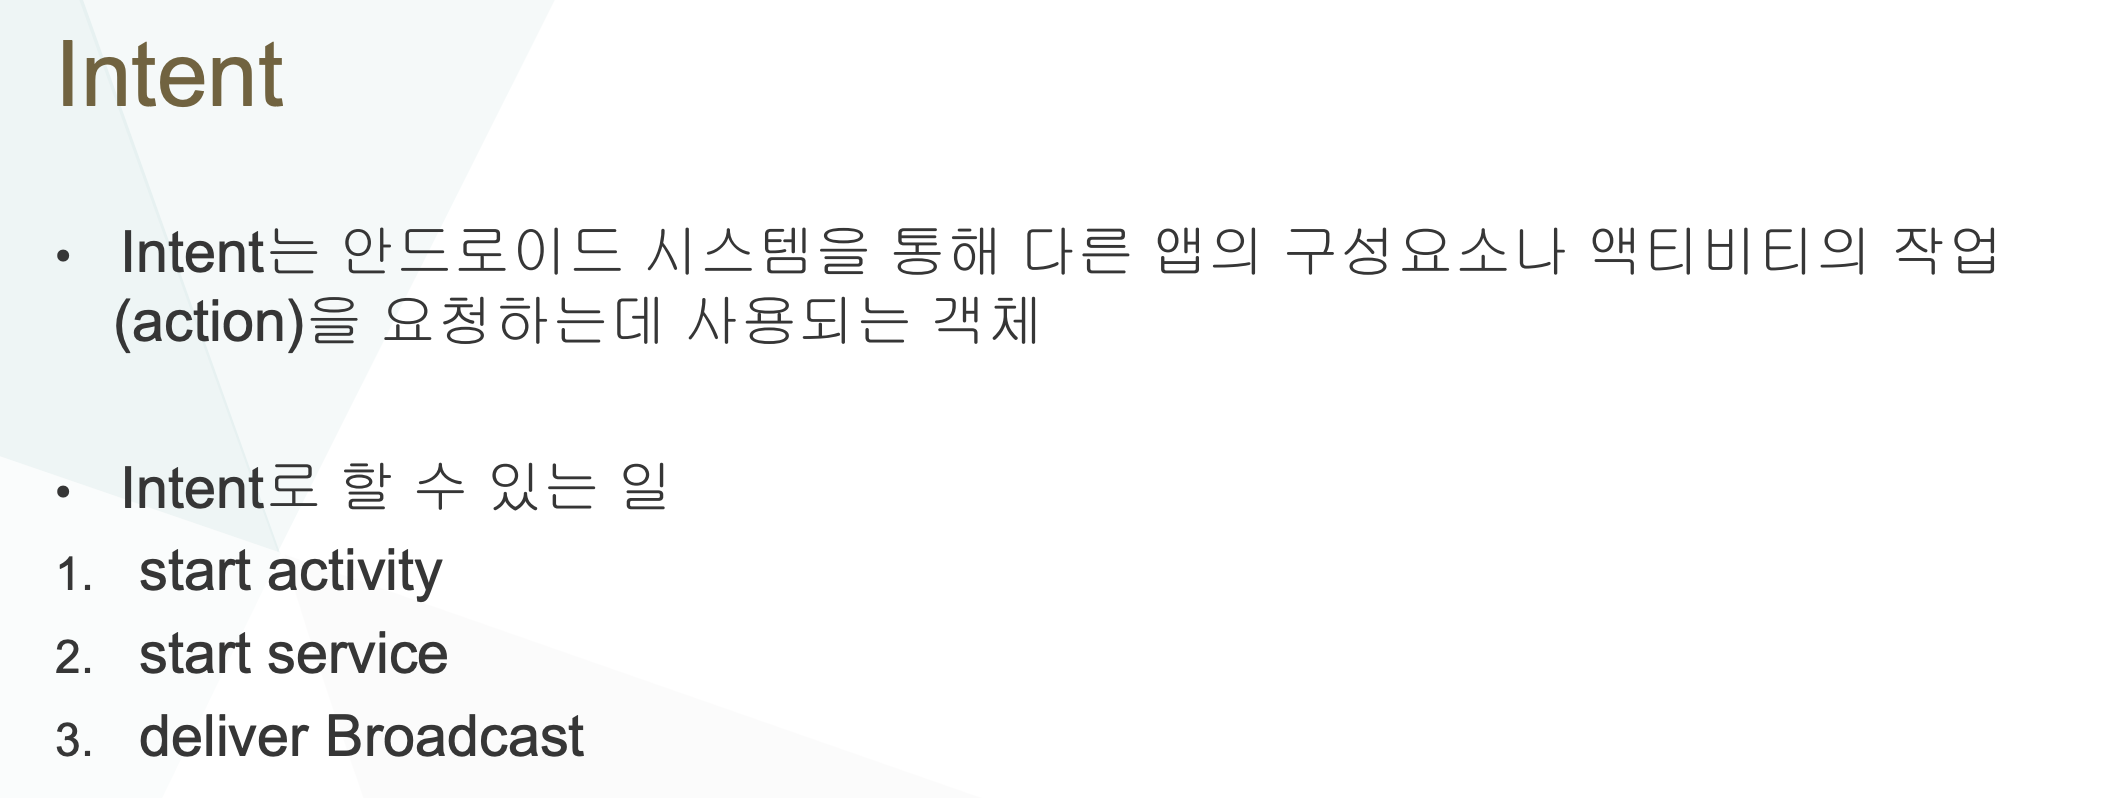 Intent
• Intent는 안드로이드 시스템을 통해 다른 앱의 구성요소나 액티비티의 작업
(action)을 요청하는데 사용되는 객체
• Intent로 할 수 있는 일
1. start activity
2. start service
3. deliver Broadcast